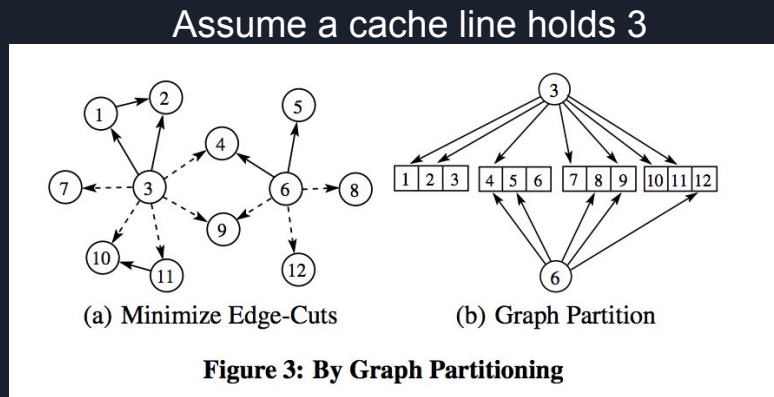 Assume a cache line holds 3
1 2 5
4
7 3 6 8
9
10 11 12
(a) Minimize Edge-Cuts
3
1 2 3 4 5 6 7 8 9 10 11 12
6
(b) Graph Partition
Figure 3: By Graph Partitioning